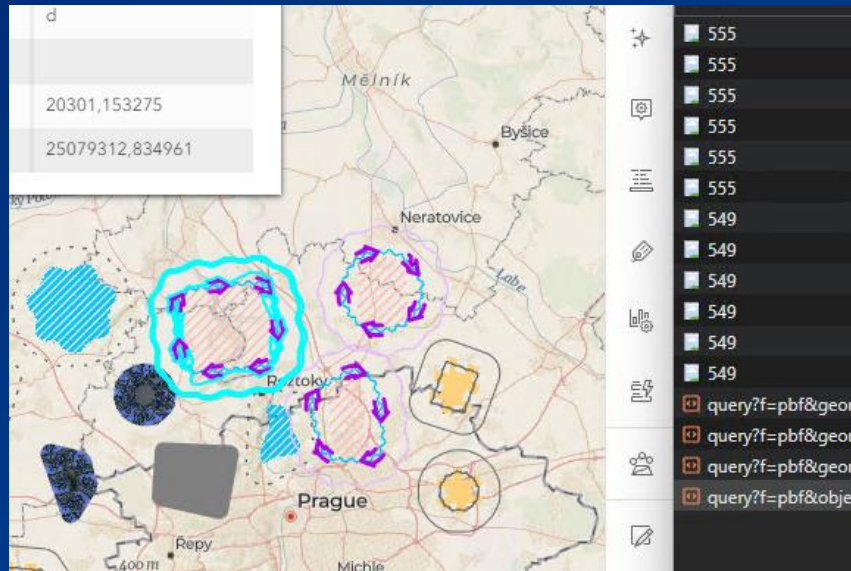 d
20301,153275
25079312,834961
Mělník
Byšice
Neratovice
Labe
Roztoky
Prague
Řepy
400 m
Michle
555
555
555
555
555
555
549
549
549
549
549
549
query?f=pbf&geor
query?f=pbf&geor
query?f=pbf&geor
query?f=pbf&obje